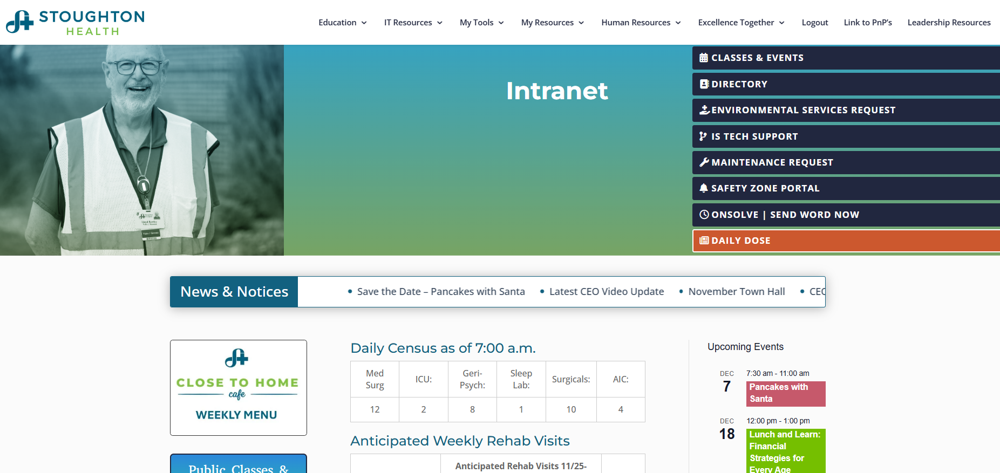 STOUGHTON
HEALTH
Education
IT Resources
My Tools
My Resources
Human Resources
Excellence Together
Logout
Link to PnP's
Leadership Resources
Intranet
CLASSES & EVENTS
DIRECTORY
ENVIRONMENTAL SERVICES REQUEST
IS TECH SUPPORT
MAINTENANCE REQUEST
SAFETY ZONE PORTAL
ONSOLVE | SEND WORD NOW
DAILY DOSE
News & Notices
• Save the Date – Pancakes with Santa
• Latest CEO Video Update
• November Town Hall
• CEO
CLOSE TO HOME
cafe
WEEKLY MENU
Public Classes &
Daily Census as of 7:00 a.m.
Med
Surg
ICU:
Geri-
Psych:
Sleep
Lab:
Surgicals:
AIC:
12
2
8
1
10
4
Anticipated Weekly Rehab Visits
Anticipated Rehab Visits 11/25-
Upcoming Events
DEC
7
7:30 am - 11:00 am
Pancakes with
Santa
DEC
18
12:00 pm - 1:00 pm
Lunch and Learn:
Financial
Strategies for
Every Age